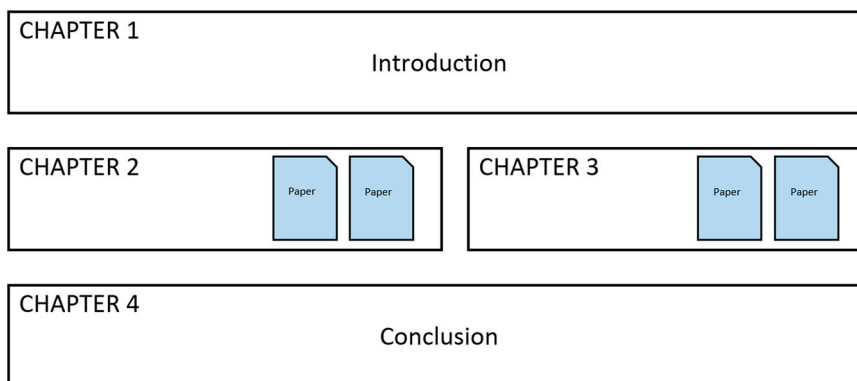 CHAPTER 1
Introduction
CHAPTER 2
Paper Paper
CHAPTER 3
Paper Paper
CHAPTER 4
Conclusion